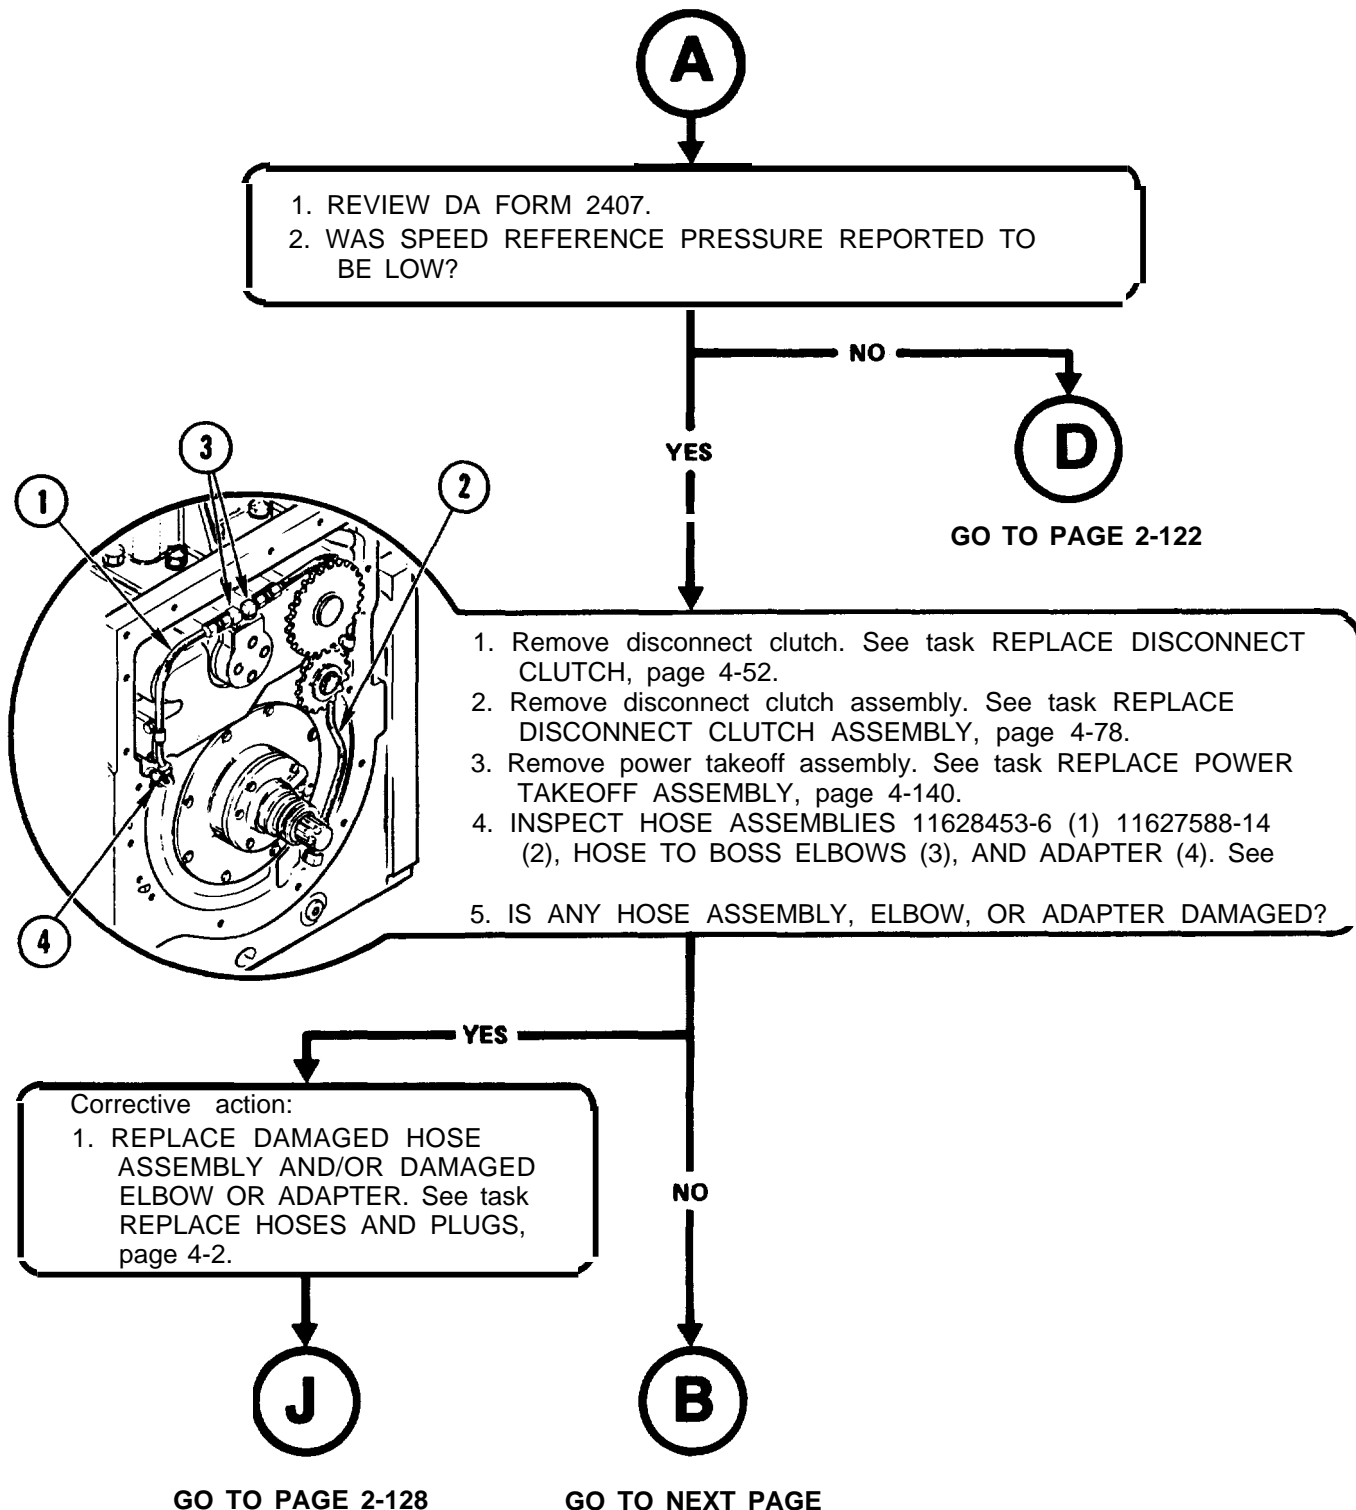 A
1. REVIEW DA FORM 2407.
2. WAS SPEED REFERENCE PRESSURE REPORTED TO
BE LOW?
NO
YES
D
GO TO PAGE 2-122
3
1
2
4
1. Remove disconnect clutch. See task REPLACE DISCONNECT
CLUTCH, page 4-52.
2. Remove disconnect clutch assembly. See task REPLACE
DISCONNECT CLUTCH ASSEMBLY, page 4-78.
3. Remove power takeoff assembly. See task REPLACE POWER
TAKEOFF ASSEMBLY, page 4-140.
4. INSPECT HOSE ASSEMBLIES 11628453-6 (1) 11627588-14
(2), HOSE TO BOSS ELBOWS (3), AND ADAPTER (4). See
5. IS ANY HOSE ASSEMBLY, ELBOW, OR ADAPTER DAMAGED?
YES
Corrective action:
1. REPLACE DAMAGED HOSE
ASSEMBLY AND/OR DAMAGED
ELBOW OR ADAPTER. See task
REPLACE HOSES AND PLUGS,
page 4-2.
NO
J
B
GO TO PAGE 2-128
GO TO NEXT PAGE